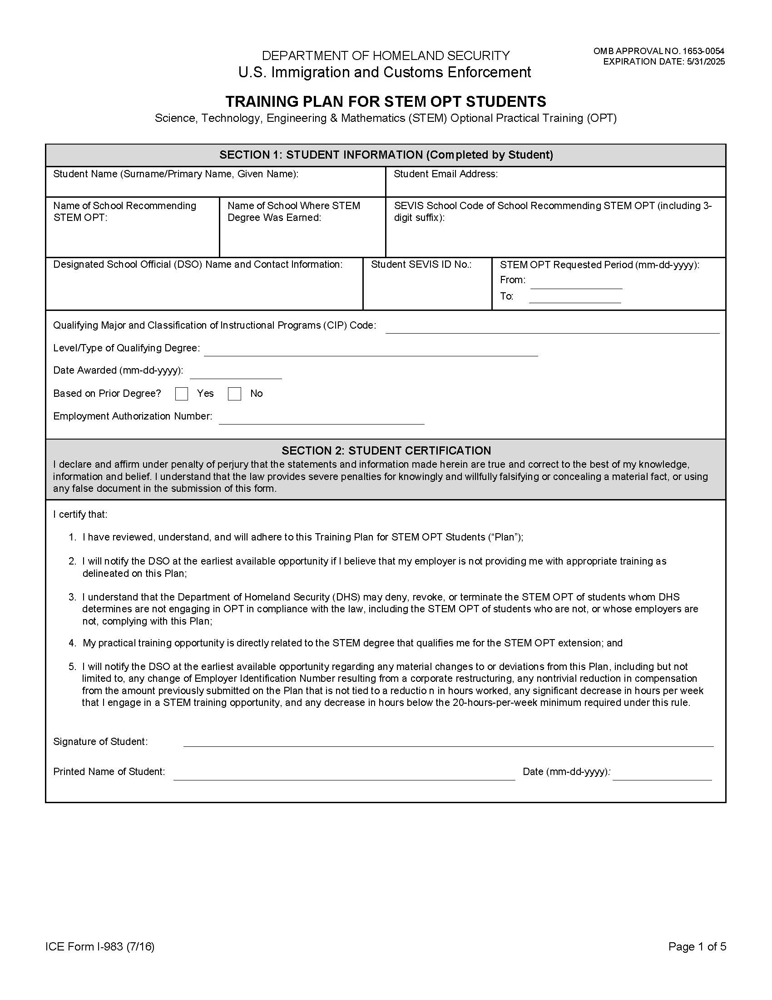 DEPARTMENT OF HOMELAND SECURITY
U.S. Immigration and Customs Enforcement
OMB APPROVAL NO. 1653-0054
EXPIRATION DATE: 5/31/2025
TRAINING PLAN FOR STEM OPT STUDENTS
Science, Technology, Engineering & Mathematics (STEM) Optional Practical Training (OPT)
SECTION 1: STUDENT INFORMATION (Completed by Student)
Student Name (Surname/Primary Name, Given Name):
Student Email Address:
Name of School Recommending
STEM OPT:
Name of School Where STEM
Degree Was Earned:
SEVIS School Code of School Recommending STEM OPT (including 3-
digit suffix):
Designated School Official (DSO) Name and Contact Information:
Student SEVIS ID No.:
STEM OPT Requested Period (mm-dd-yyyy):
From:
To:
Qualifying Major and Classification of Instructional Programs (CIP) Code:
Level/Type of Qualifying Degree:
Date Awarded (mm-dd-yyyy):
Based on Prior Degree? Yes No
Employment Authorization Number:
SECTION 2: STUDENT CERTIFICATION
I declare and affirm under penalty of perjury that the statements and information made herein are true and correct to the best of my knowledge,
information and belief. I understand that the law provides severe penalties for knowingly and willfully falsifying or concealing a material fact, or using
any false document in the submission of this form.
I certify that:
1. I have reviewed, understand, and will adhere to this Training Plan for STEM OPT Students (“Plan”);
2. I will notify the DSO at the earliest available opportunity if I believe that my employer is not providing me with appropriate training as
delineated on this Plan;
3. I understand that the Department of Homeland Security (DHS) may deny, revoke, or terminate the STEM OPT of students whom DHS
determines are not engaging in OPT in compliance with the law, including the STEM OPT of students who are not, or whose employers are
not, complying with this Plan;
4. My practical training opportunity is directly related to the STEM degree that qualifies me for the STEM OPT extension; and
5. I will notify the DSO at the earliest available opportunity regarding any material changes to or deviations from this Plan, including but not
limited to, any change of Employer Identification Number resulting from a corporate restructuring, any nontrivial reduction in compensation
from the amount previously submitted on the Plan that is not tied to a reductio n in hours worked, any significant decrease in hours per week
that I engage in a STEM training opportunity, and any decrease in hours below the 20-hours-per-week minimum required under this rule.
Signature of Student:
Printed Name of Student: Date (mm-dd-yyyy):
ICE Form I-983 (7/16)
Page 1 of 5